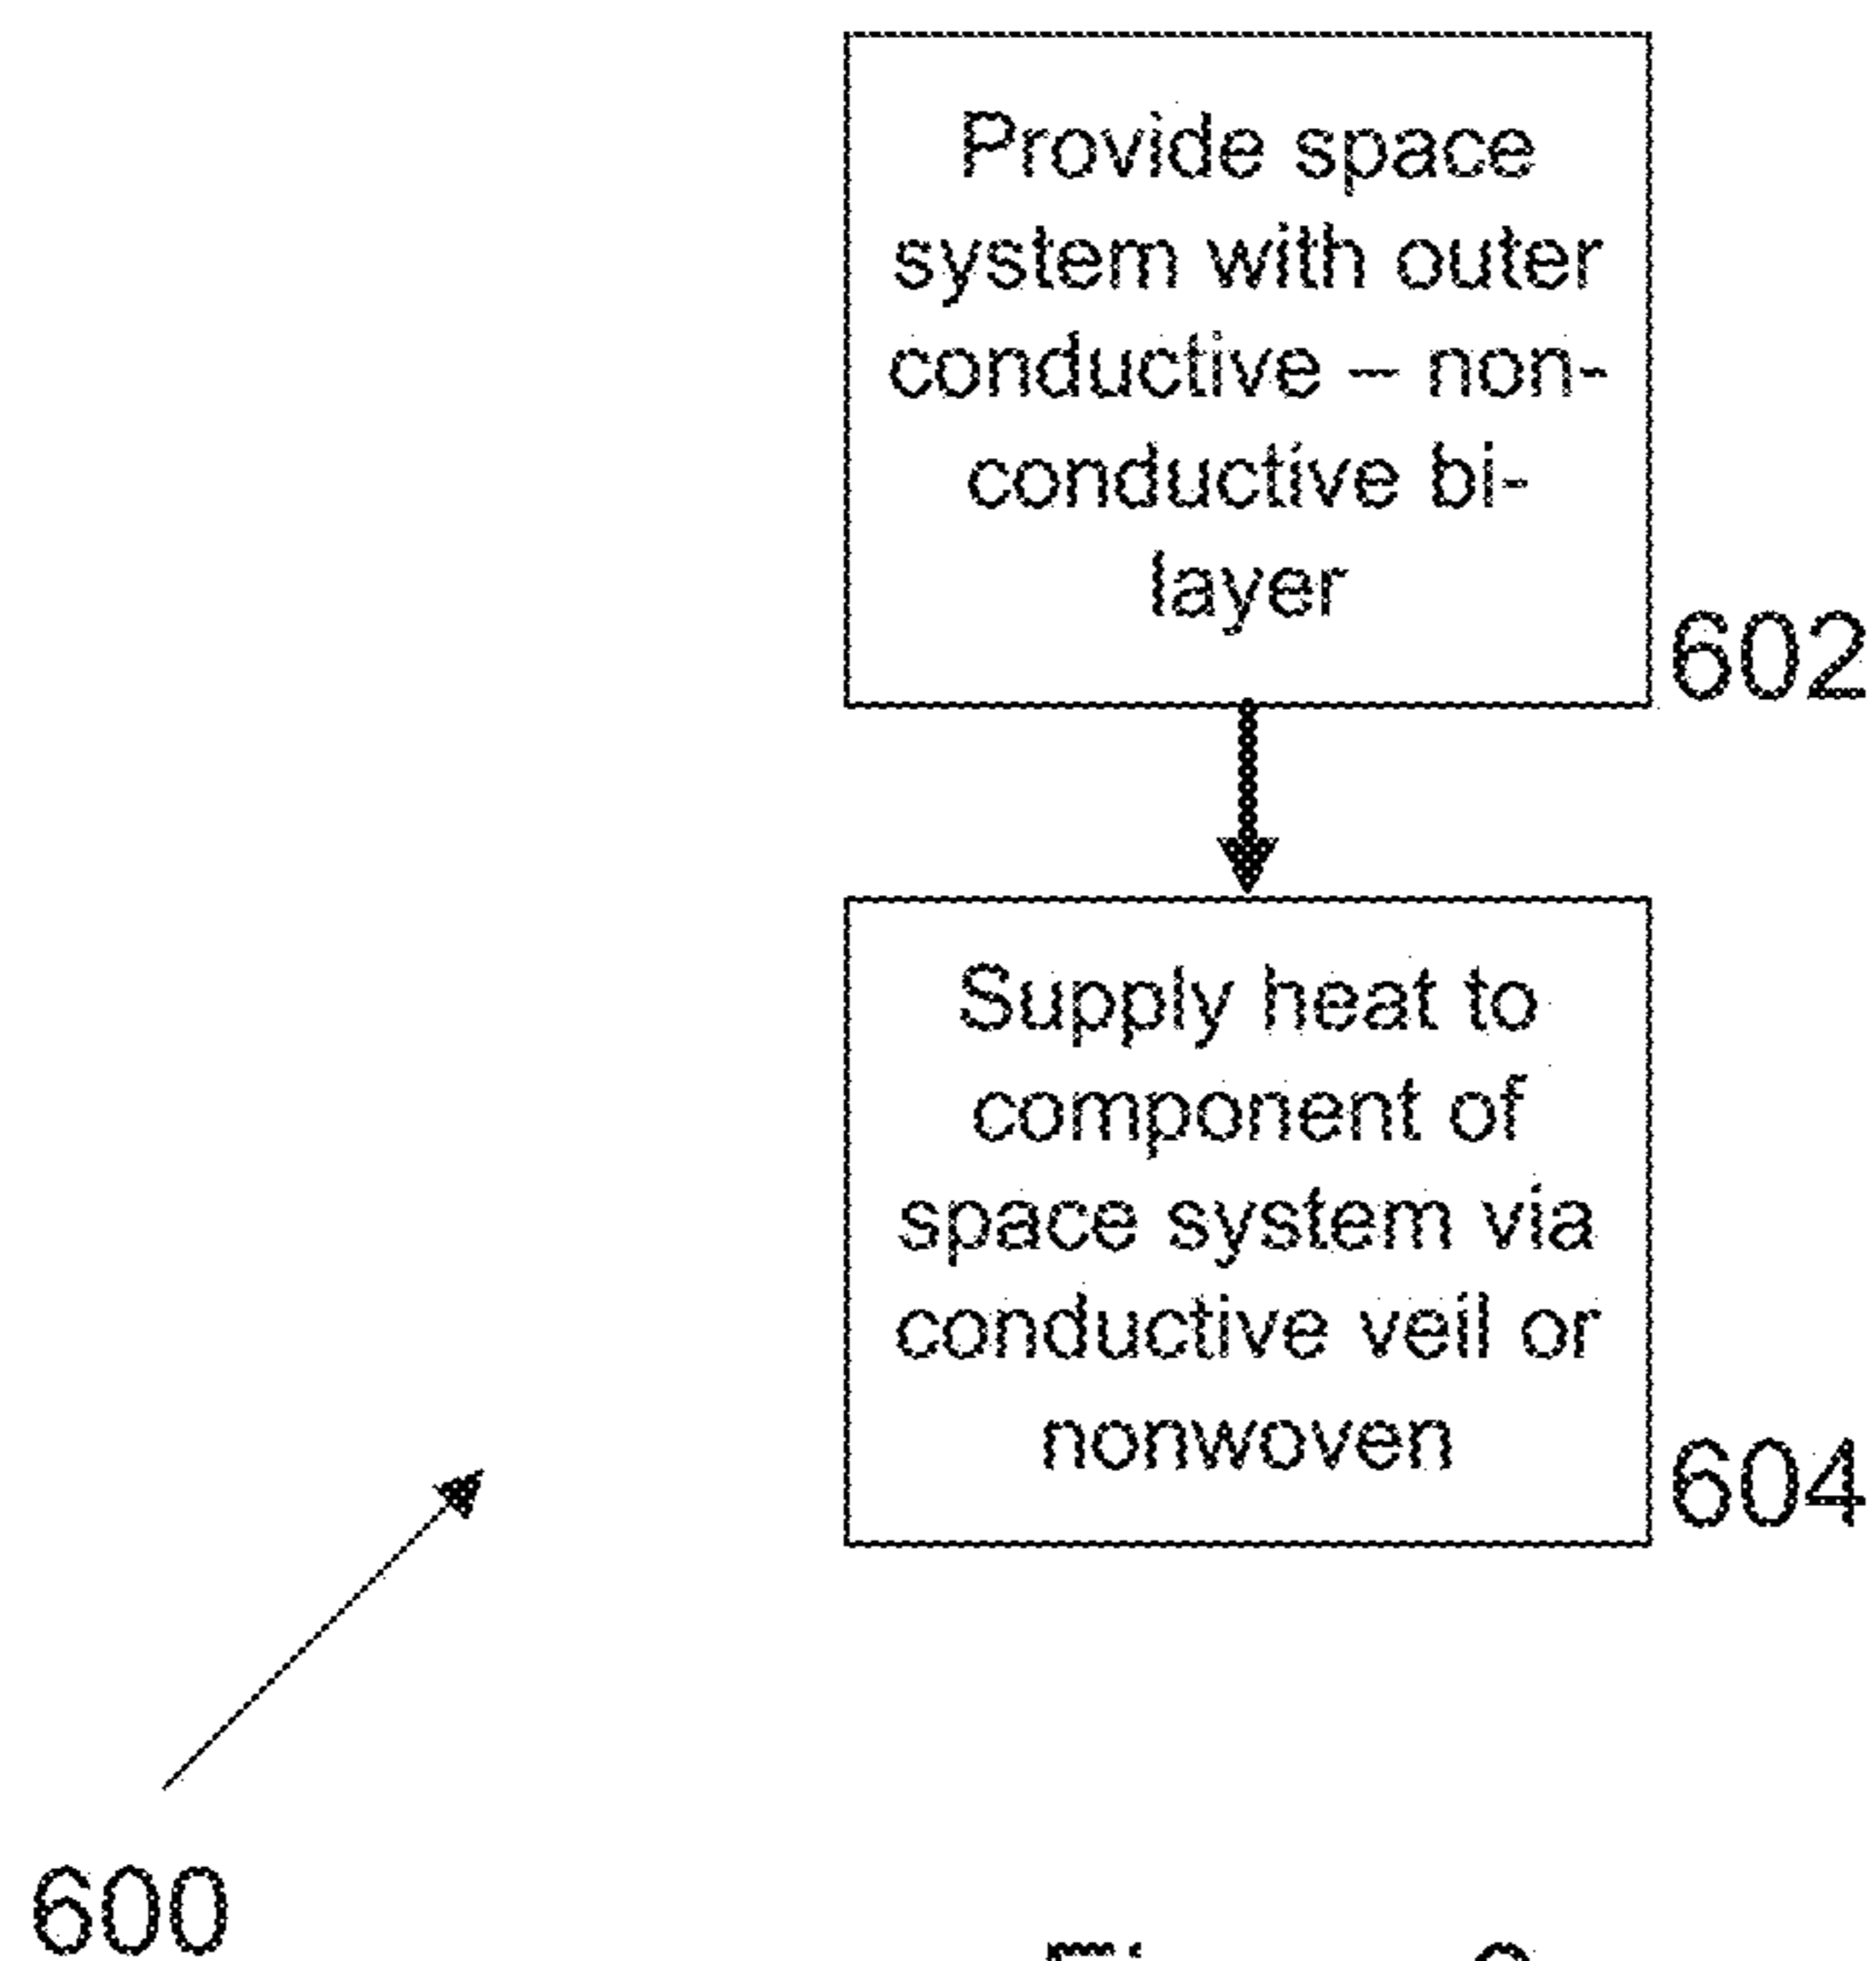 Provide space
system with outer
conductive – non-
conductive bi-
layer
602
Supply heat to
component of
space system via
conductive veil or
nonwoven
604
600